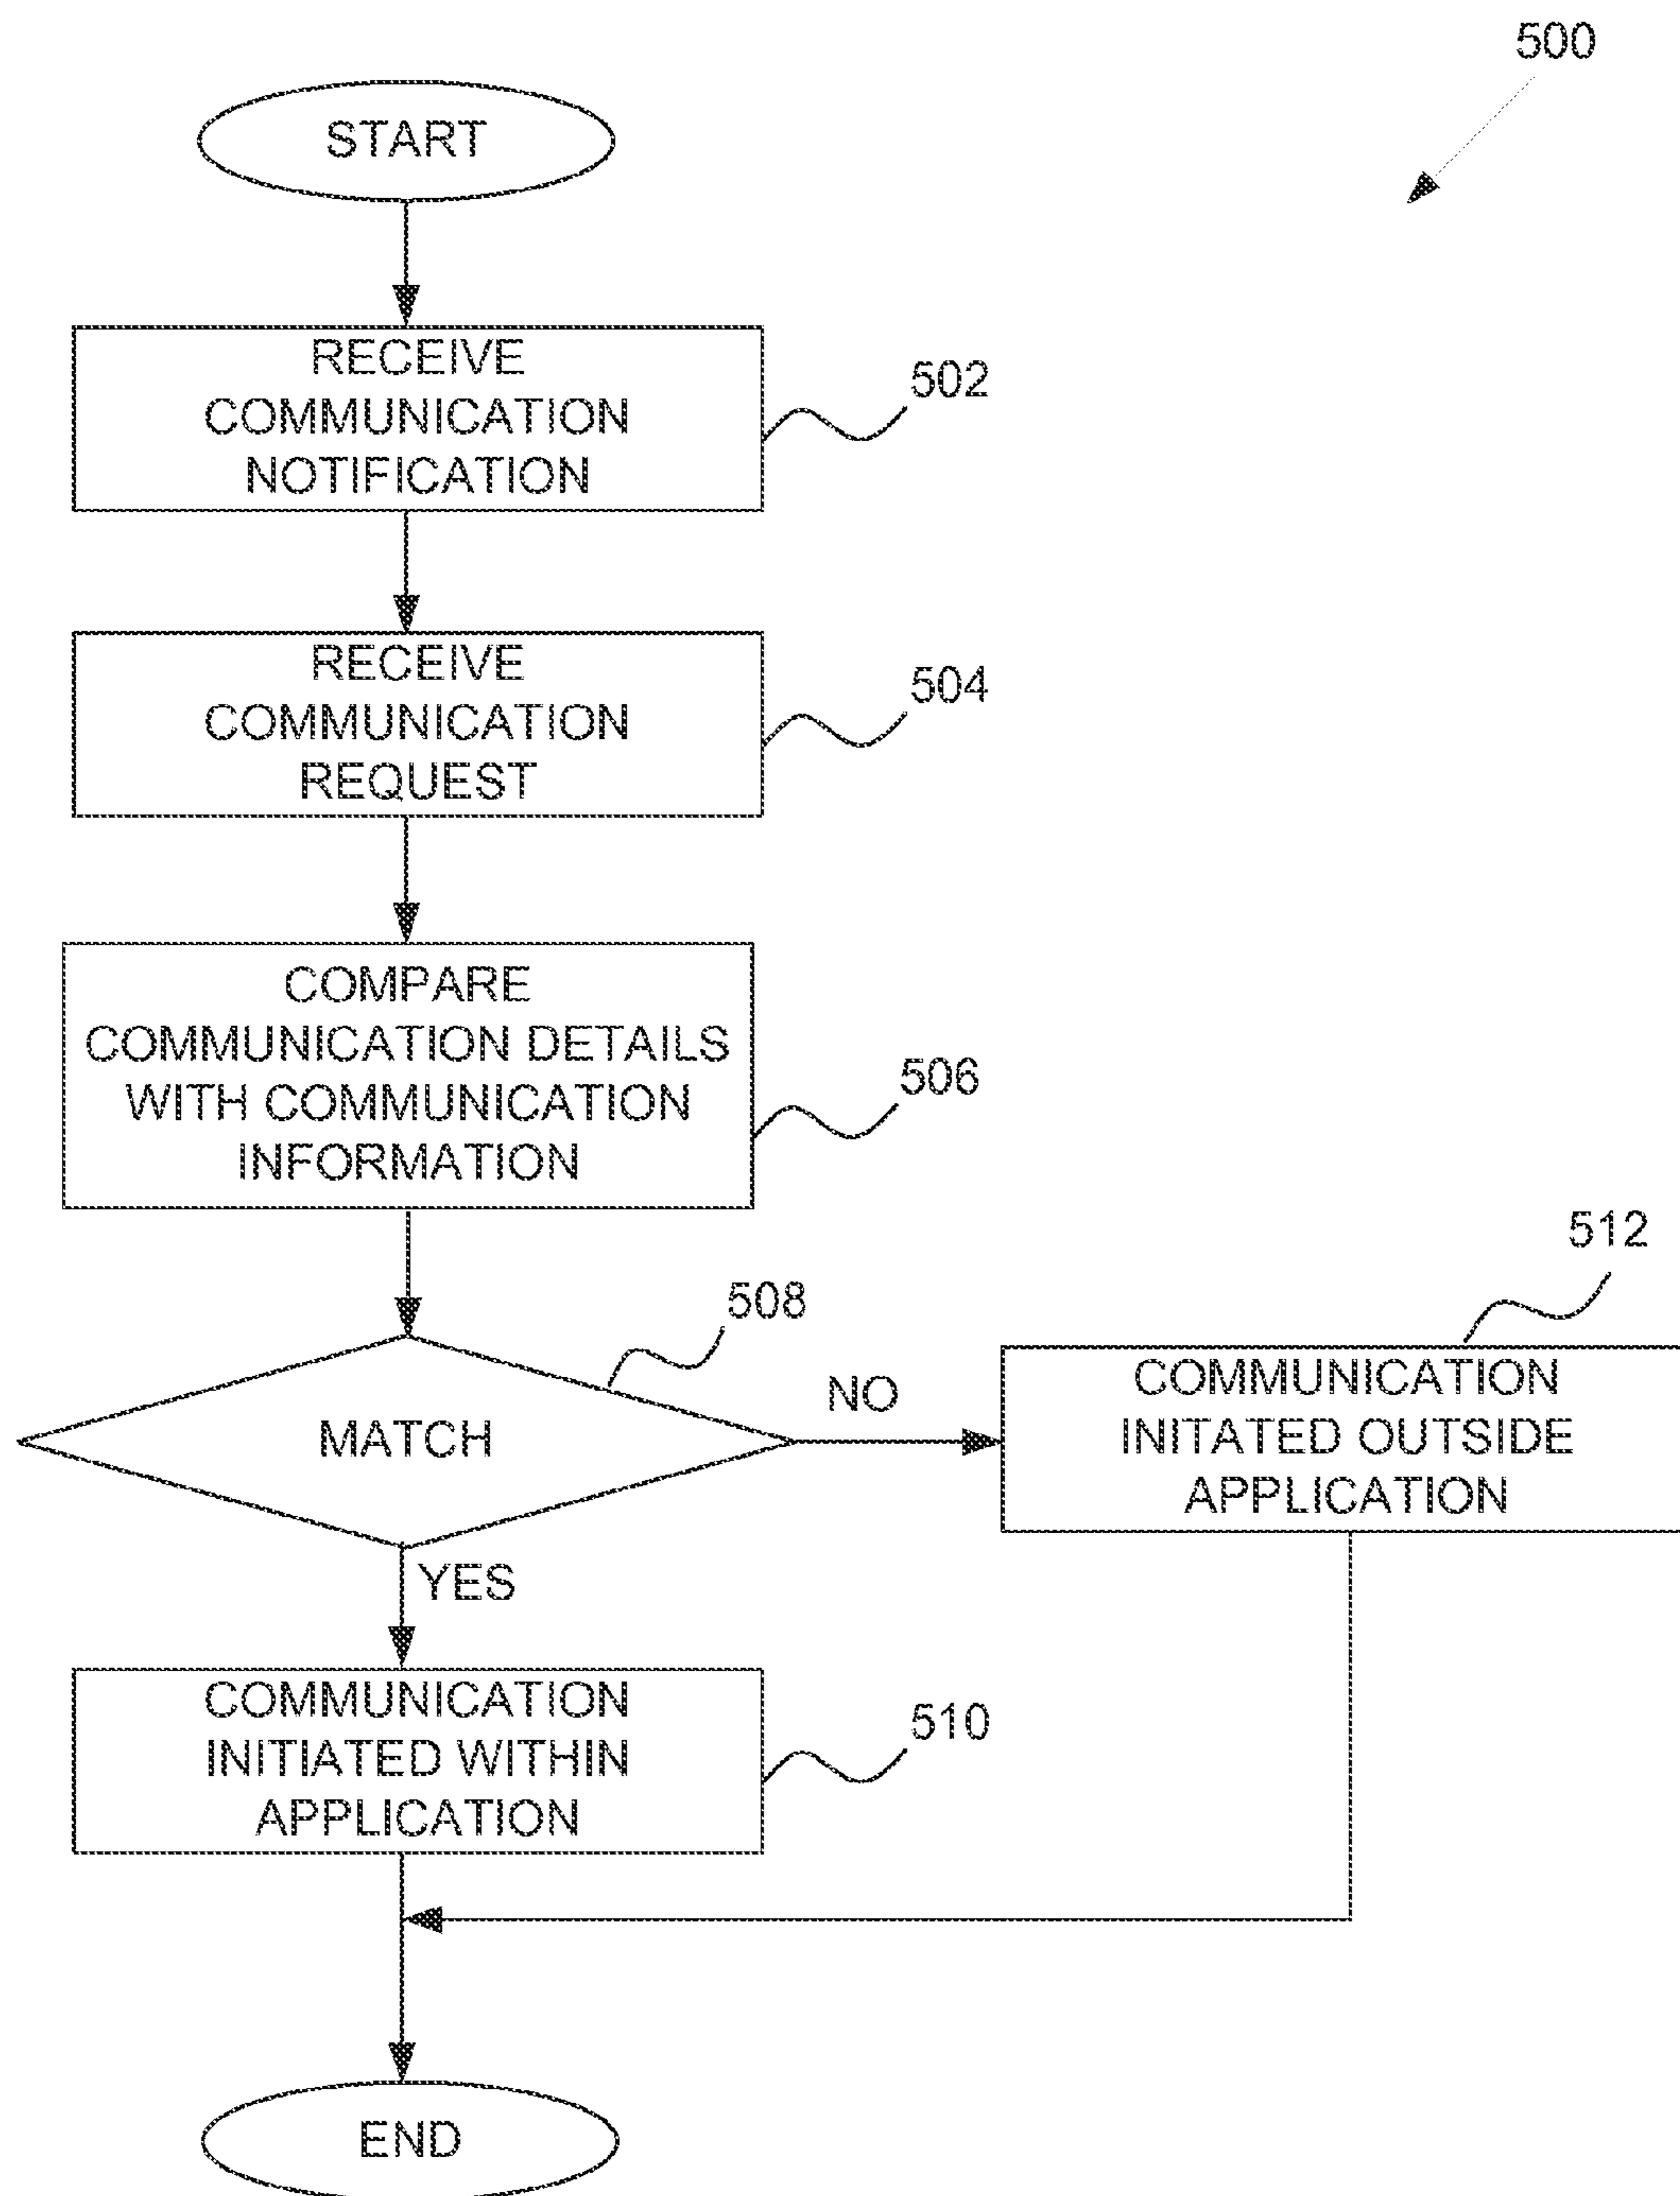 500
START
RECEIVE
COMMUNICATION
NOTIFICATION
502
RECEIVE
COMMUNICATION
REQUEST
504
COMPARE
COMMUNICATION DETAILS
WITH COMMUNICATION
INFORMATION
506
508
MATCH
NO
512
COMMUNICATION
INITATED OUTSIDE
APPLICATION
YES
COMMUNICATION
INITIATED WITHIN
APPLICATION
510
END